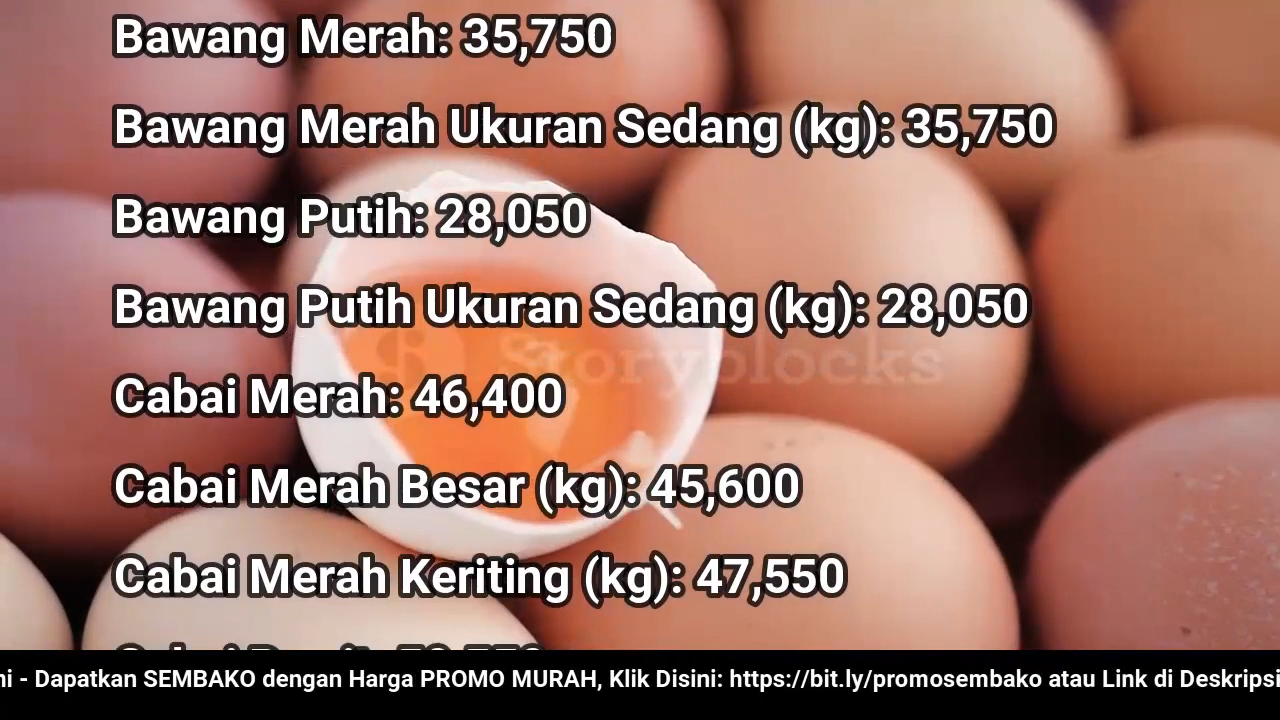 Bawang Merah: 35,750
Bawang Merah Ukuran Sedang (kg): 35,750
Bawang Putih: 28,050
Bawang Putih Ukuran Sedang (kg): 28,050
Storyblocks
Cabai Merah: 46,400
Cabai Merah Besar (kg): 45,600
Cabai Merah Keriting (kg): 47,550
- Dapatkan SEMBAKO dengan Harga PROMO MURAH, Klik Disini: https://bit.ly/promosembako atau Link di Deskripsi